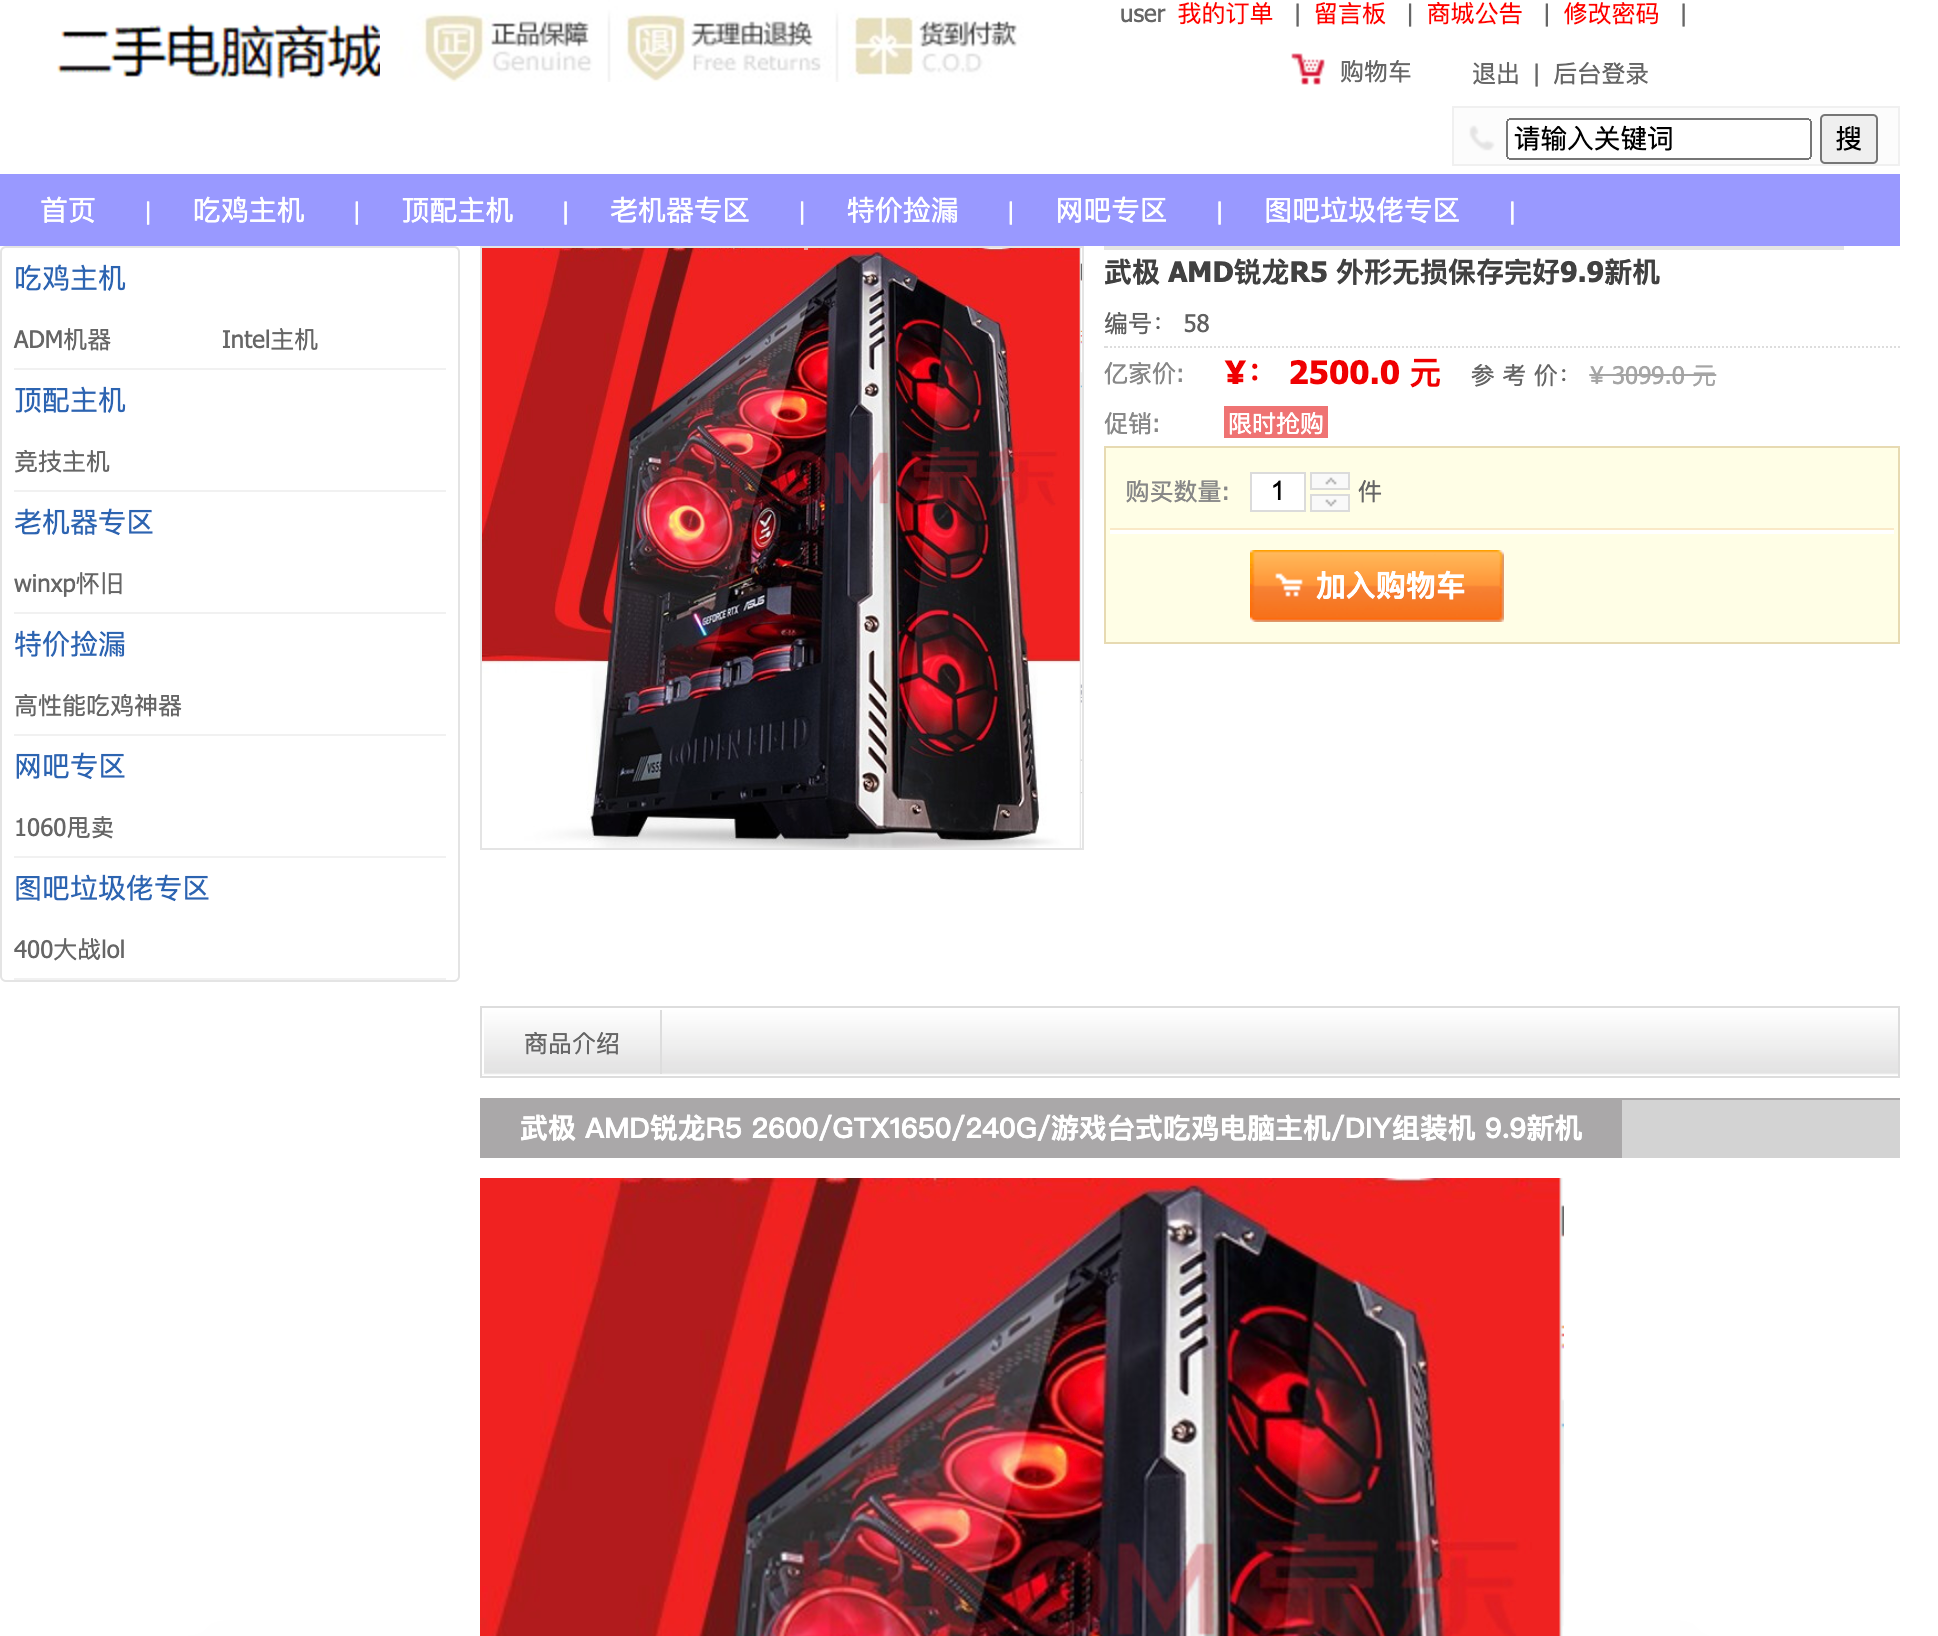 二手电脑商城
正品保障
Genuine
无理由退换
Free Returns
货到付款
C.O.D
user 我的订单 | 留言板 | 商城公告 | 修改密码 |
购物车
退出 | 后台登录
请输入关键词
搜
首页 | 吃鸡主机 | 顶配主机 | 老机器专区 | 特价捡漏 | 网吧专区 | 图吧垃圾佬专区 |
吃鸡主机
ADM机器 Intel主机
顶配主机
竞技主机
老机器专区
winxp怀旧
特价捡漏
高性能吃鸡神器
网吧专区
1060甩卖
图吧垃圾佬专区
400大战lol
GEFORCE RTX ASUS
GOLDEN FIELD
京东
武极 AMD锐龙R5 外形无损保存完好9.9新机
编号： 58
亿家价: ¥： 2500.0 元 参 考 价： ¥ 3099.0 元
促销: 限时抢购
购买数量: 1 件
加入购物车
商品介绍
武极 AMD锐龙R5 2600/GTX1650/240G/游戏台式吃鸡电脑主机/DIY组装机 9.9新机
京东